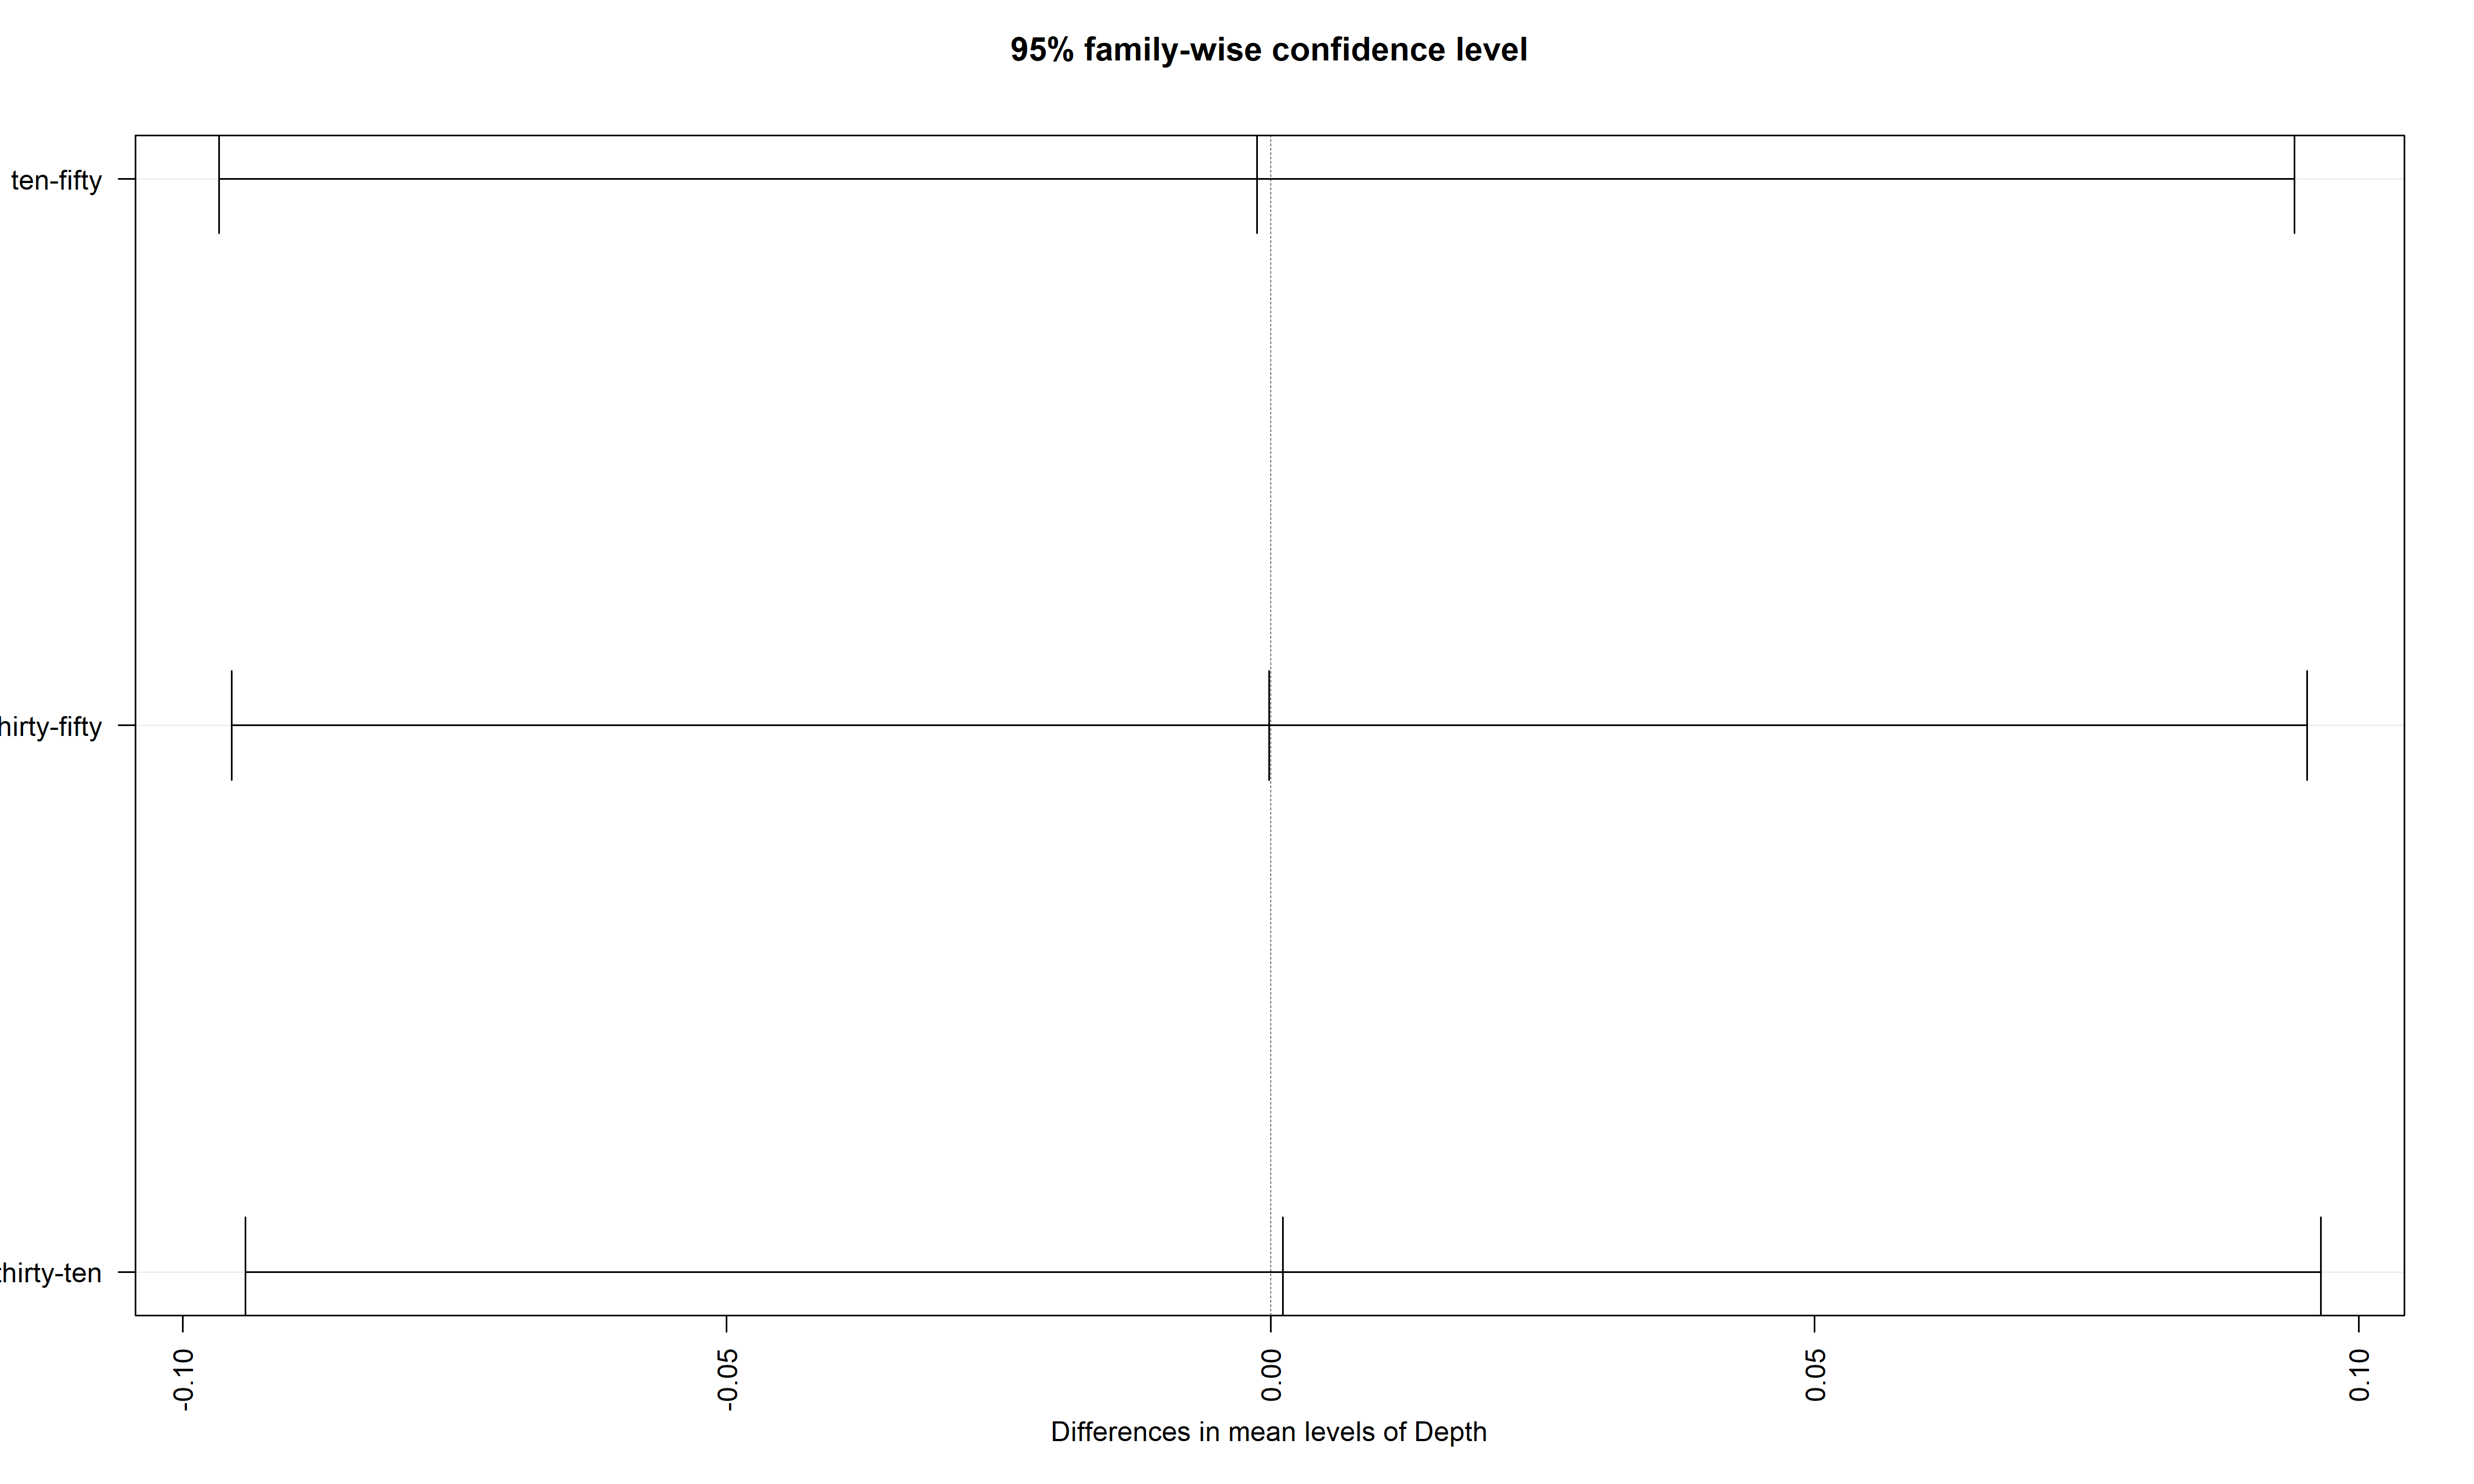 95% family-wise confidence level
ten-fifty
hirty-fifty
thirty-ten
-0.10
-0.05
0.00
0.05
0.10
Differences in mean levels of Depth